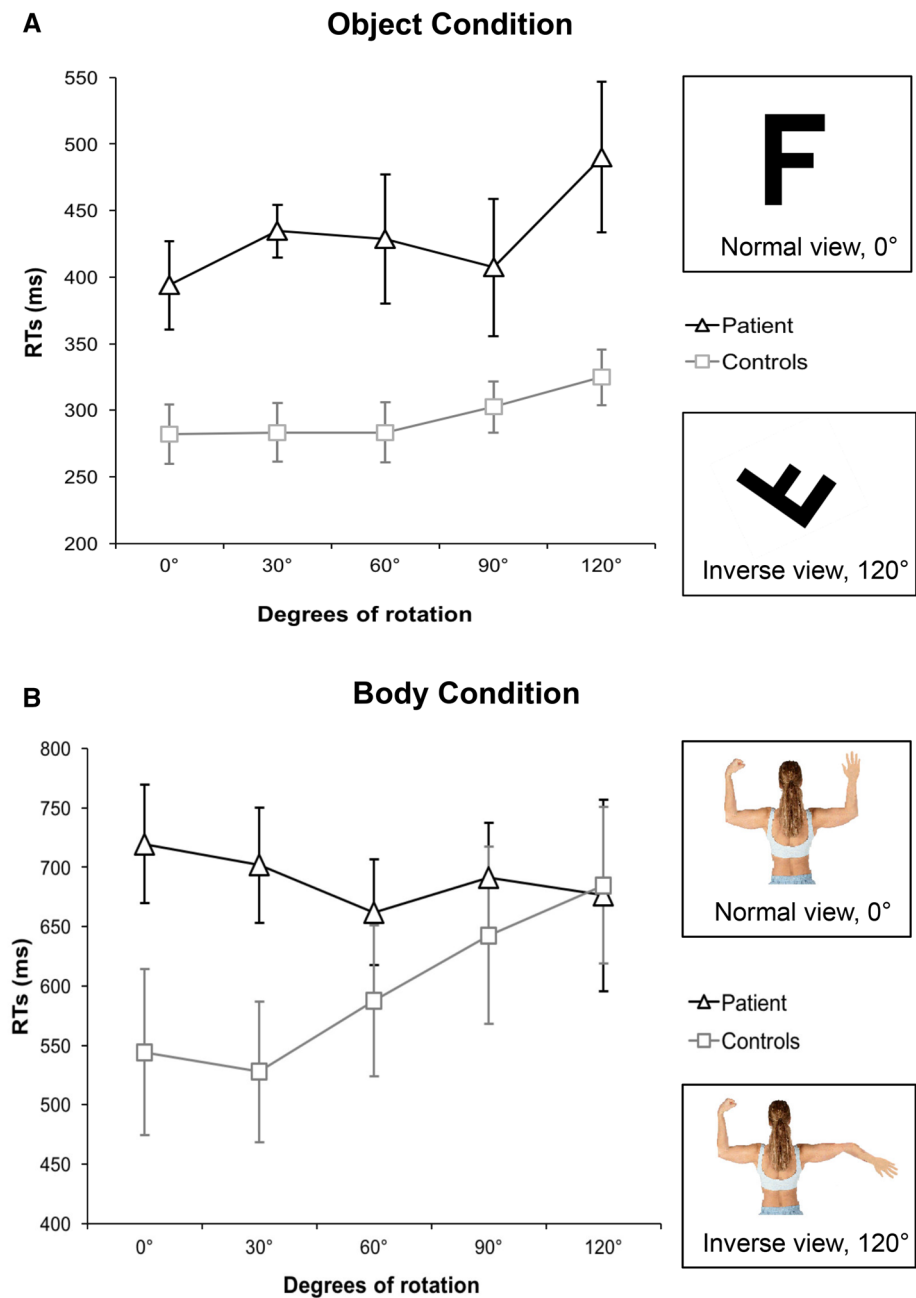 A
Object Condition
550
500
450
400
350
300
250
200
RTs (ms)
0° 30° 60° 90° 120°
Degrees of rotation
F
Normal view, 0°
Patient
Controls
F
Inverse view, 120°
B
Body Condition
800
750
700
650
600
550
500
450
400
RTs (ms)
0° 30° 60° 90° 120°
Degrees of rotation
Normal view, 0°
Patient
Controls
Inverse view, 120°